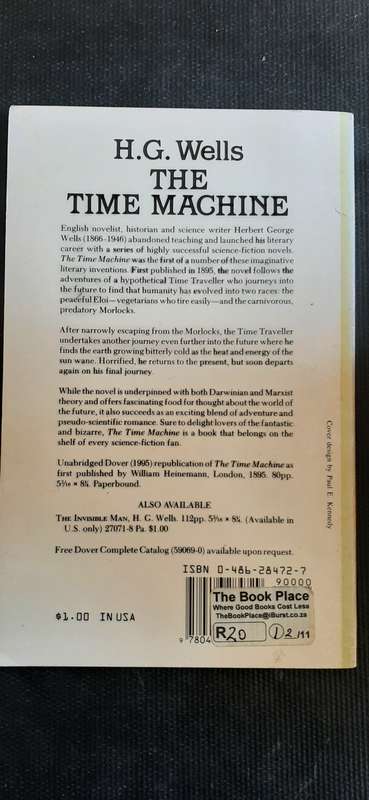 H.G. Wells
THE
TIME MACHINE
English novelist, historian and science writer Herbert George
Wells (1866-1946) abandoned teaching and launched his literary
career with a series of highly successful science-fiction novels.
The Time Machine was the first of a number of these imaginative
literary inventions. First published in 1895, the novel follows the
adventures of a hypothetical Time Traveller who journeys into
the future to find that humanity has evolved into two races: the
peaceful Eloi—vegetarians who tire easily—and the carnivorous,
predatory Morlocks.
After narrowly escaping from the Morlocks, the Time Traveller
undertakes another journey even further into the future where he
finds the earth growing bitterly cold as the heat and energy of the
sun wane. Horrified, he returns to the present, but soon departs
again on his final journey.
While the novel is underpinned with both Darwinian and Marxist
theory and offers fascinating food for thought about the world of
the future, it also succeeds as an exciting blend of adventure and
pseudo-scientific romance. Sure to delight lovers of the fantastic
and bizarre, The Time Machine is a book that belongs on the
shelf of every science-fiction fan.
Unabridged Dover (1995) republication of The Time Machine as
first published by William Heinemann, London, 1895. 80pp.
5³⁄₁₆ × 8¼. Paperbound.
ALSO AVAILABLE
THE INVISIBLE MAN, H. G. Wells. 112pp. 5³⁄₁₆ × 8¼. (Available in
U.S. only) 27071-8 Pa. $1.00
Free Dover Complete Catalog (59069-0) available upon request.
Cover design by Paul E. Kennedy
ISBN 0-486-28472-7
90000
The Book Place
Where Good Books Cost Less
TheBookPlace@iBurst.co.za
R20
12/11
9 7804
$1.00 IN USA